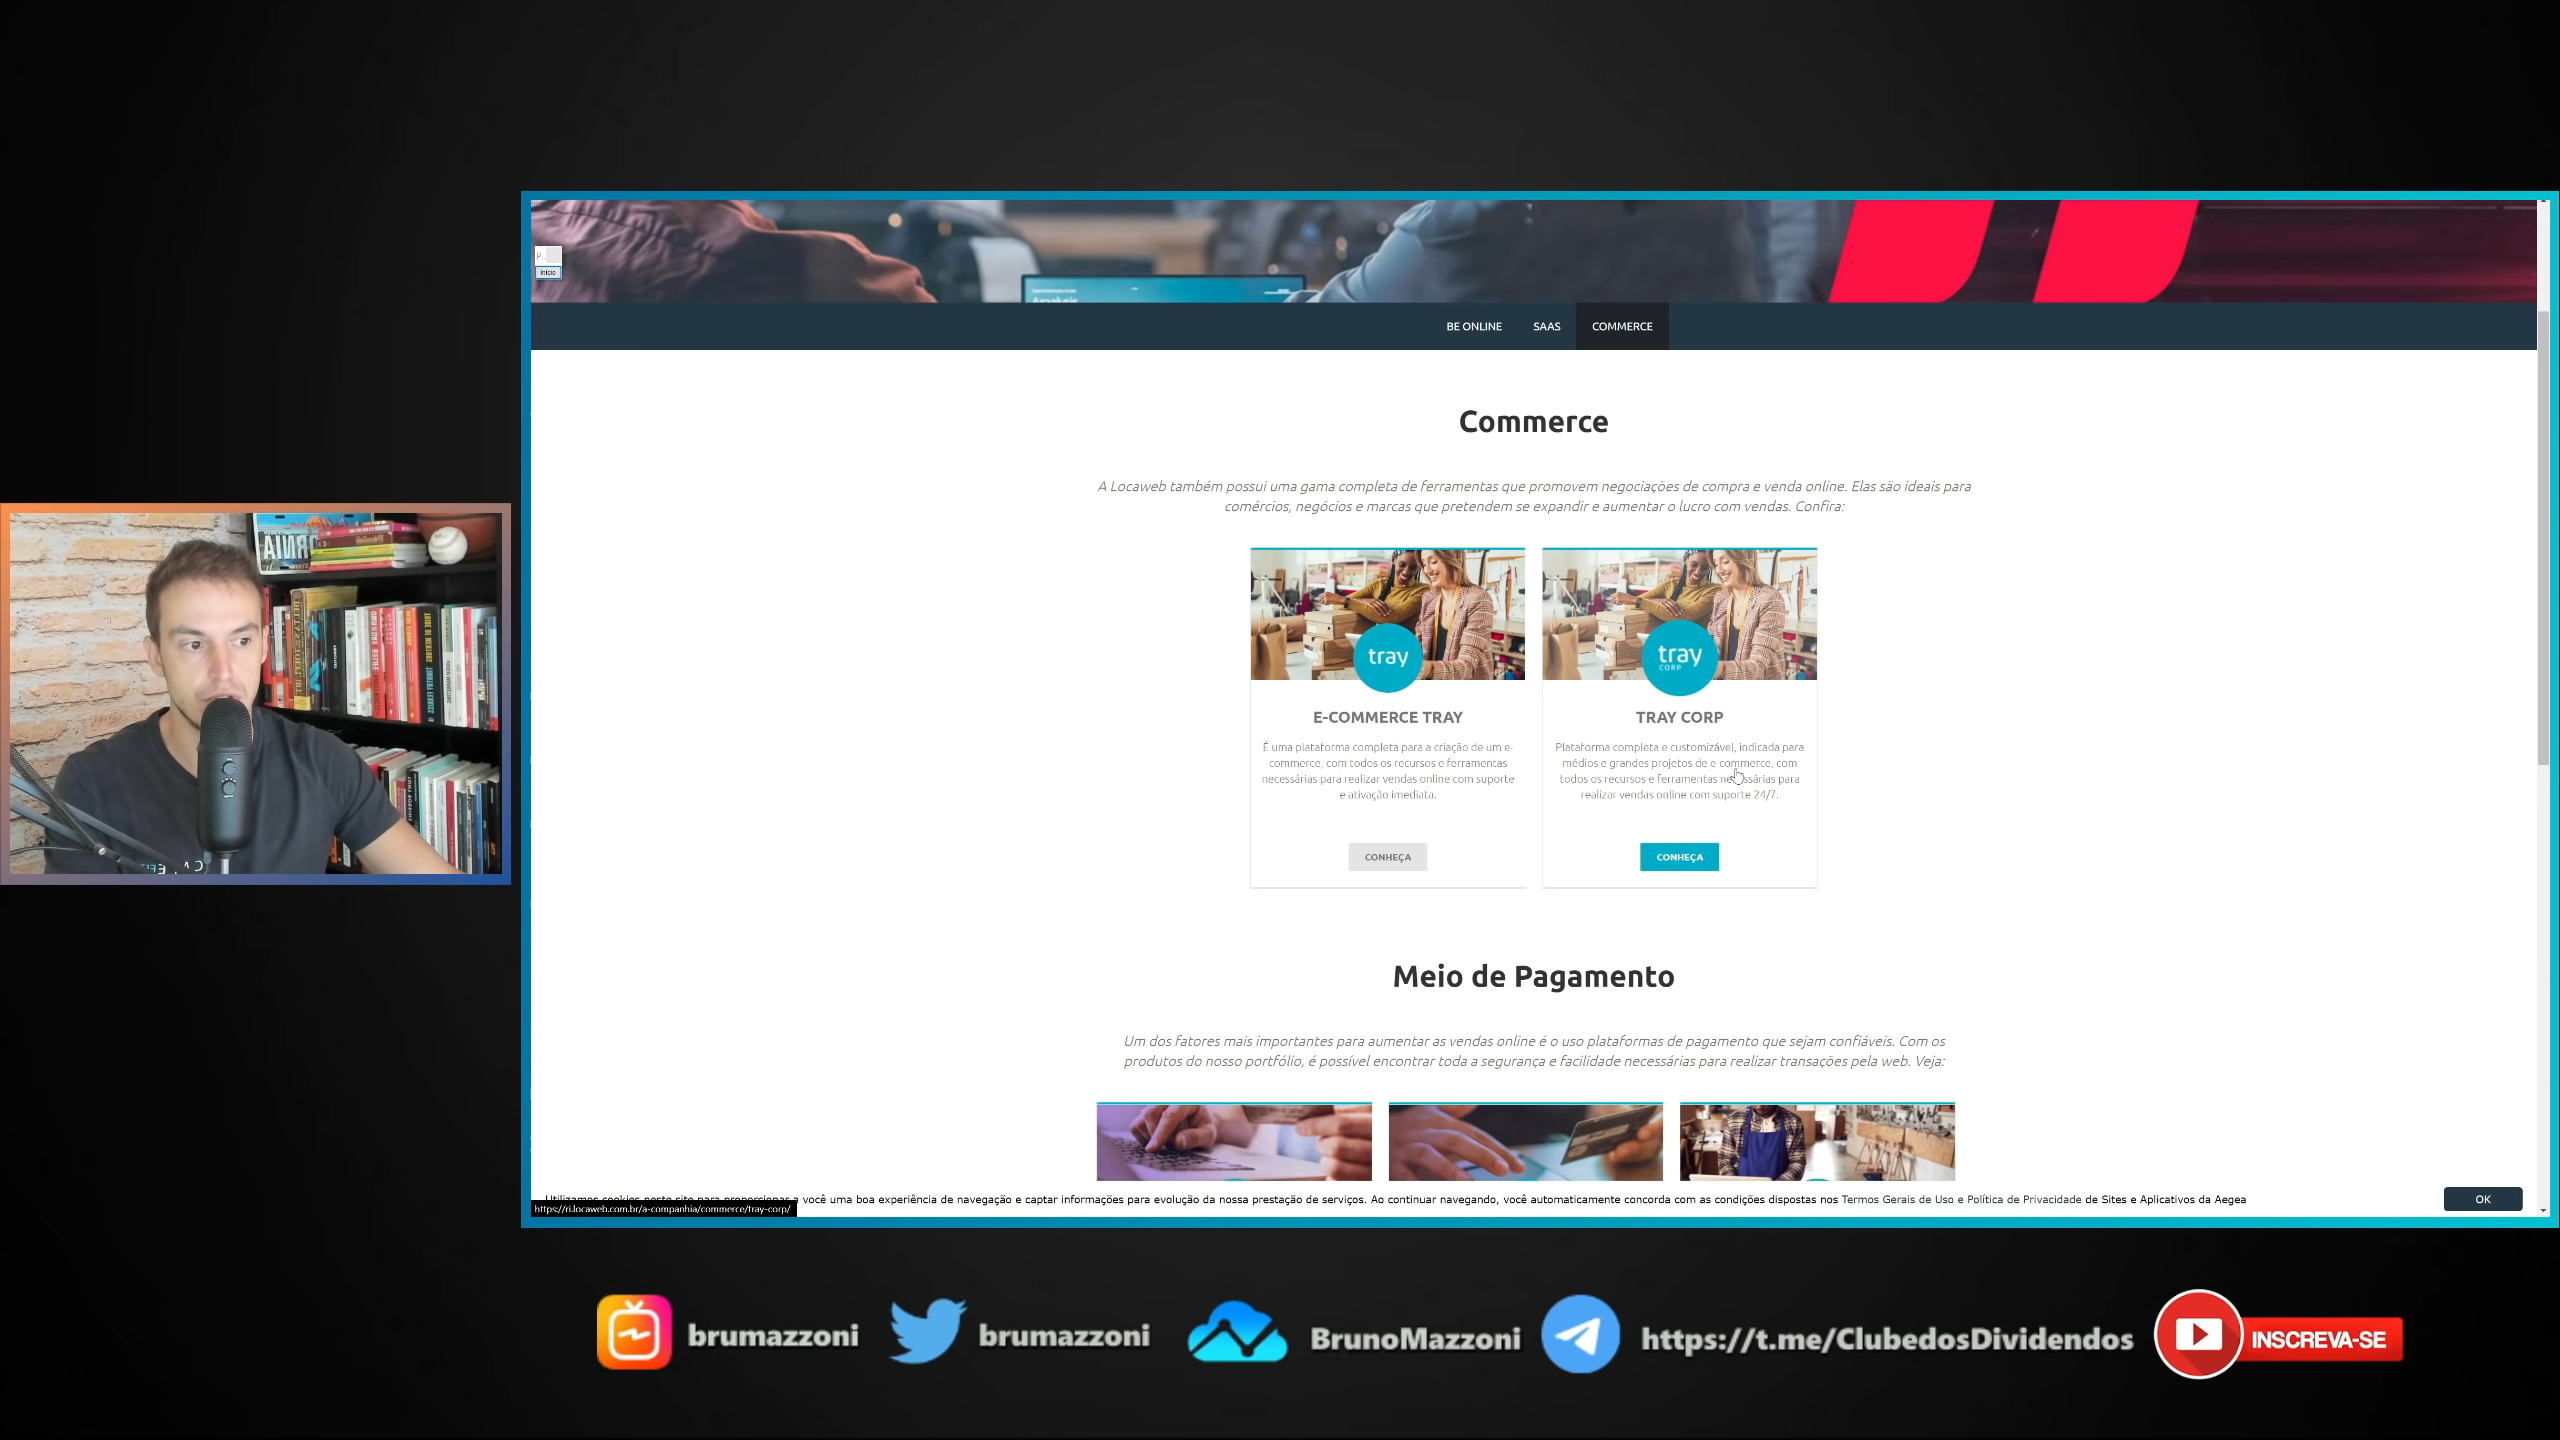 P...
Início
BE ONLINE
SAAS
COMMERCE
Commerce
A Locaweb também possui uma gama completa de ferramentas que promovem negociações de compra e venda online. Elas são ideais para
comércios, negócios e marcas que pretendem se expandir e aumentar o lucro com vendas. Confira:
tray
E-COMMERCE TRAY
É uma plataforma completa para a criação de um e-
commerce, com todos os recursos e ferramentas
necessárias para realizar vendas online com suporte
e ativação imediata.
CONHEÇA
tray
CORP
TRAY CORP
Plataforma completa e customizável, indicada para
médios e grandes projetos de e-commerce, com
todos os recursos e ferramentas necessárias para
realizar vendas online com suporte 24/7.
CONHEÇA
Meio de Pagamento
Um dos fatores mais importantes para aumentar as vendas online é o uso plataformas de pagamento que sejam confiáveis. Com os
produtos do nosso portfólio, é possível encontrar toda a segurança e facilidade necessárias para realizar transações pela web. Veja:
Utilizamos cookies neste site para proporcionar a você uma boa experiência de navegação e captar informações para evolução da nossa prestação de serviços. Ao continuar navegando, você automaticamente concorda com as condições dispostas nos Termos Gerais de Uso e Política de Privacidade de Sites e Aplicativos da Aegea
OK
https://ri.locaweb.com.br/a-companhia/commerce/tray-corp/
brumazzoni
brumazzoni
BrunoMazzoni
https://t.me/ClubedosDividendos
INSCREVA-SE